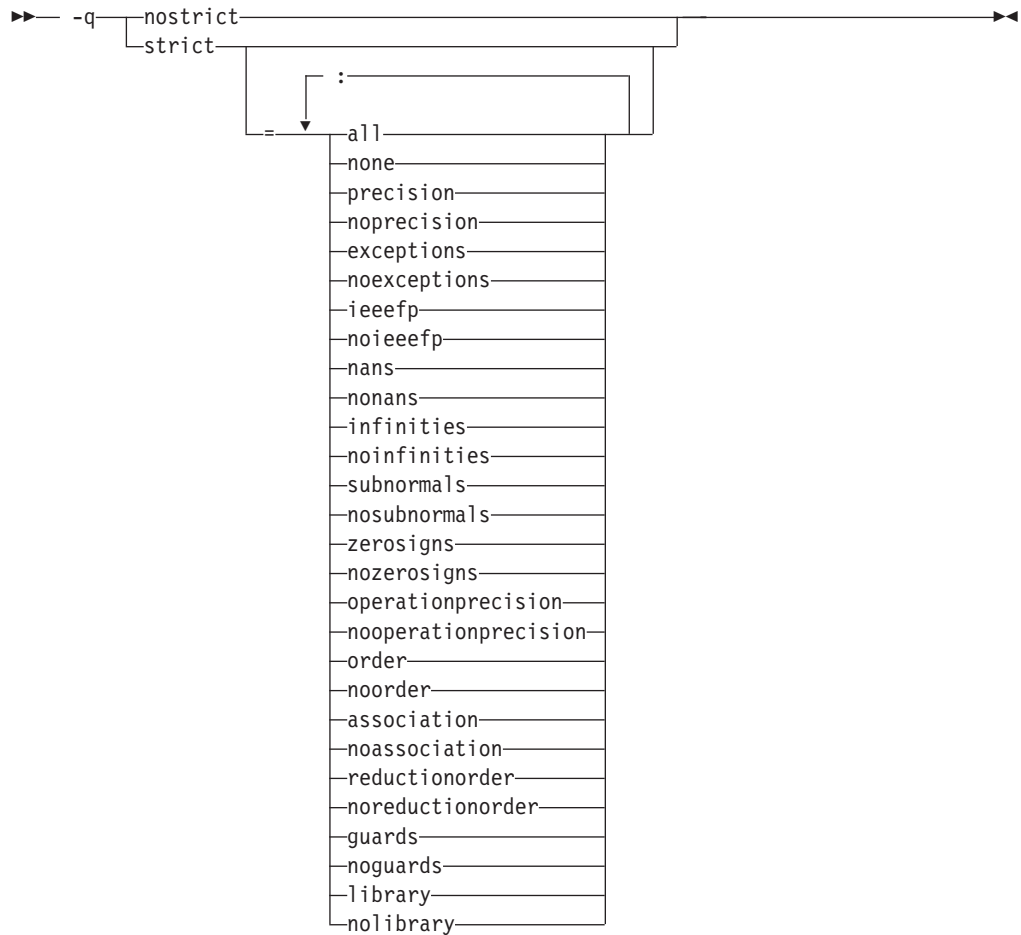 -q nostrict
strict
:
= all
none
precision
noprecision
exceptions
noexceptions
ieeefp
noieeefp
nans
nonans
infinities
noinfinities
subnormals
nosubnormals
zerosigns
nozerosigns
operationprecision
nooperationprecision
order
noorder
association
noassociation
reductionorder
noreductionorder
guards
noguards
library
nolibrary